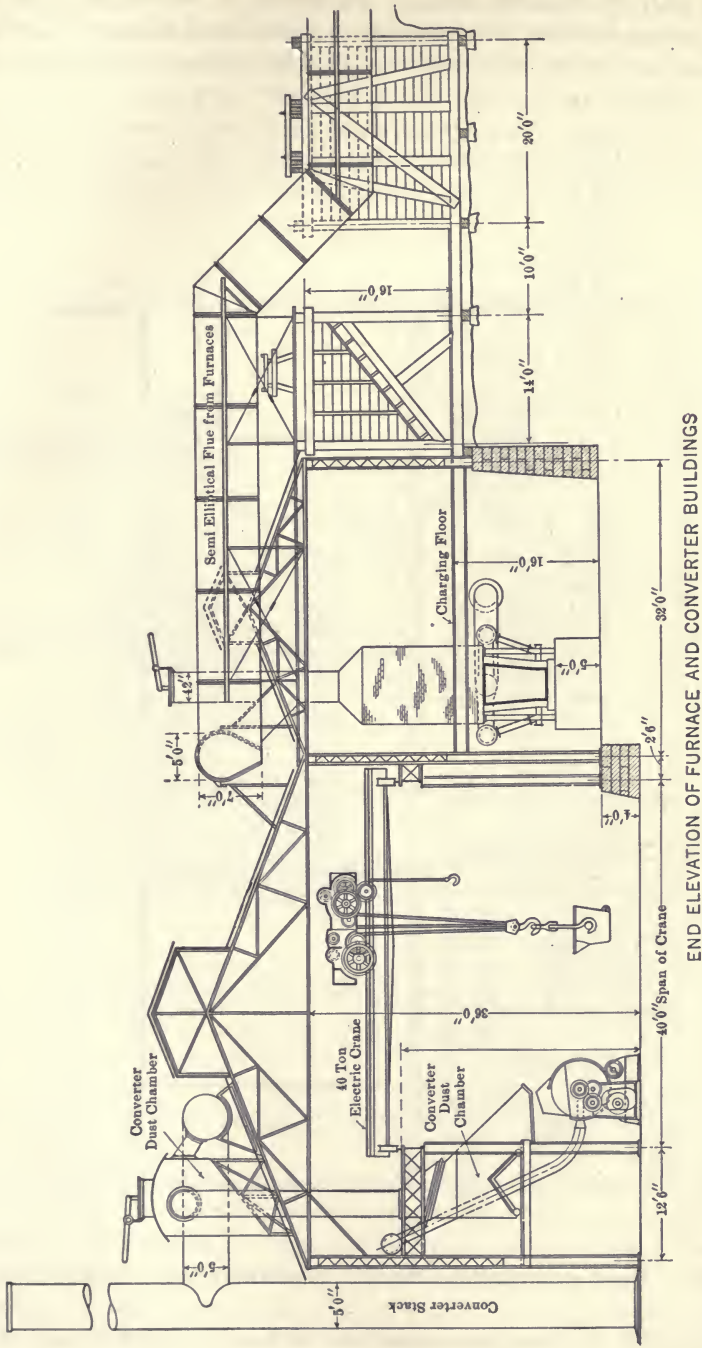 Converter
Dust Chamber
5'0"
5'0"
Converter Stack
40 Ton
Electric Crane
Converter
Dust
Chamber
36'0"
12'6"
40'0" Span of Crane
7'0"
5'0"
42"
Semi Elliptical Flue from Furnaces
Charging Floor
16'0"
16'0"
5'0"
4'0"
2'6"
32'0"
14'0"
10'0"
20'0"
END ELEVATION OF FURNACE AND CONVERTER BUILDINGS